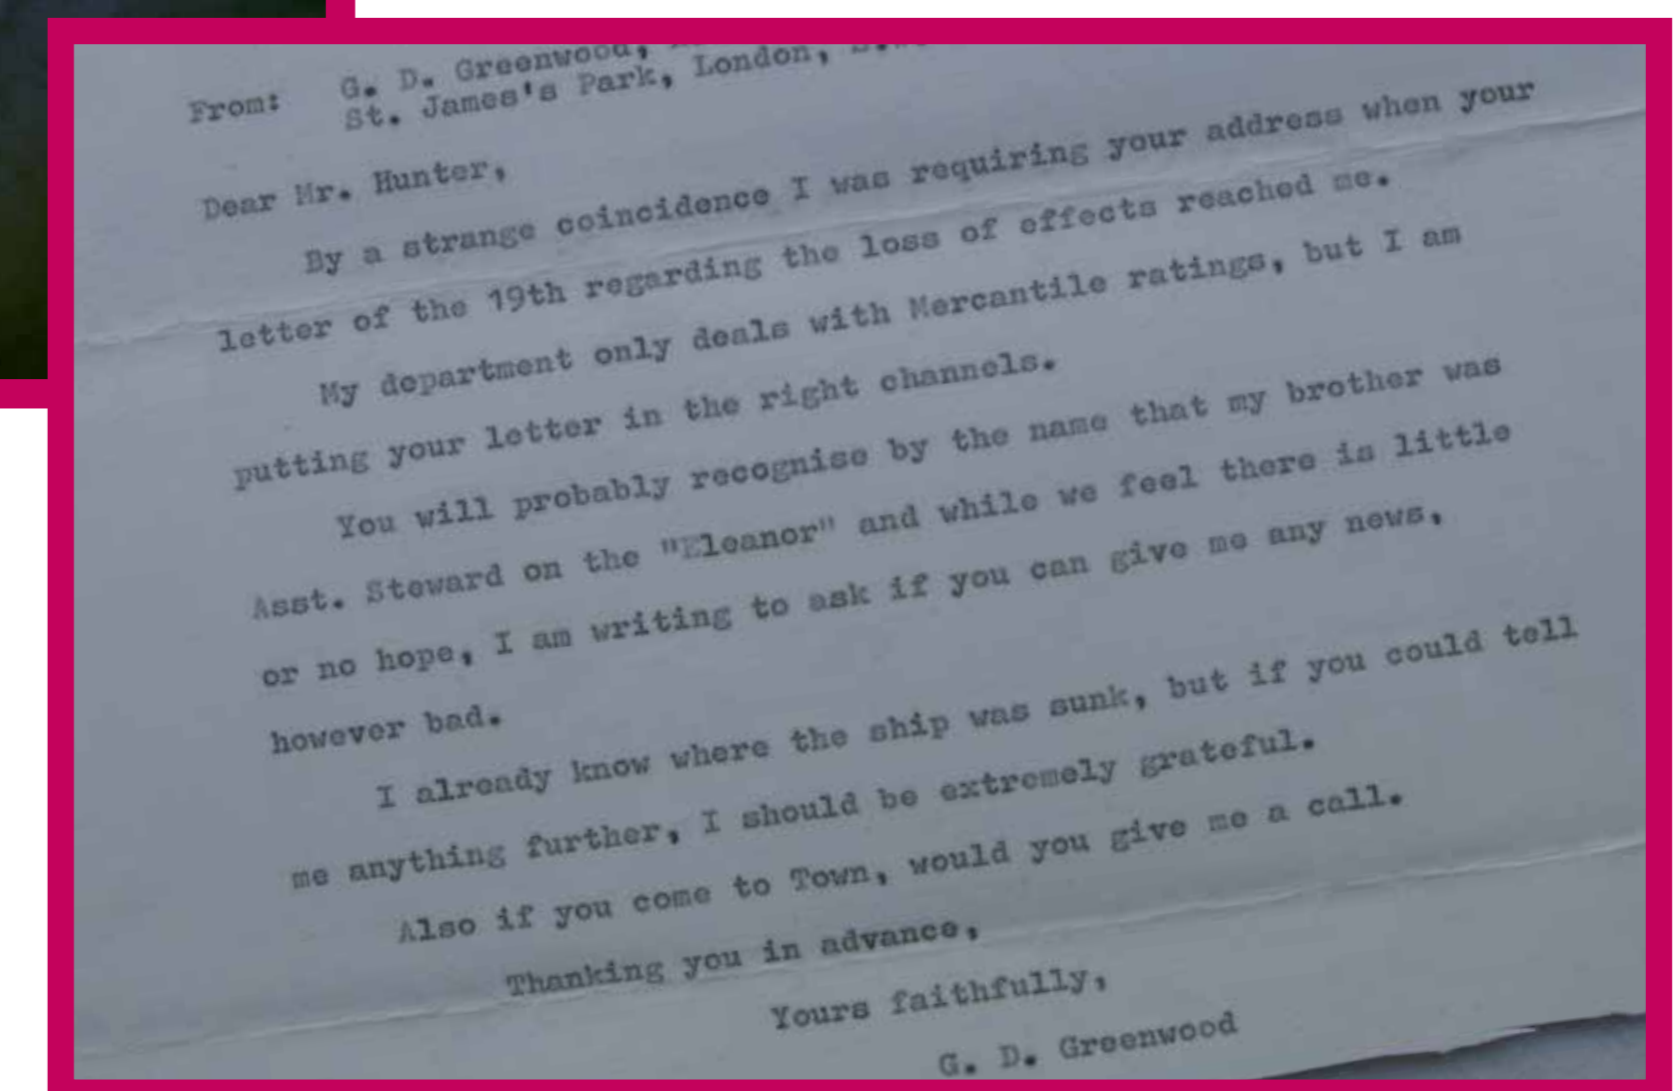 From: G. D. Greenwood,
St. James's Park, London,
Dear Mr. Hunter,
By a strange coincidence I was requiring your address when your
letter of the 19th regarding the loss of effects reached me.
My department only deals with Mercantile ratings, but I am
putting your letter in the right channels.
You will probably recognise by the name that my brother was
Asst. Steward on the "Eleanor" and while we feel there is little
or no hope, I am writing to ask if you can give me any news,
however bad.
I already know where the ship was sunk, but if you could tell
me anything further, I should be extremely grateful.
Also if you come to Town, would you give me a call.
Thanking you in advance,
Yours faithfully,
G. D. Greenwood